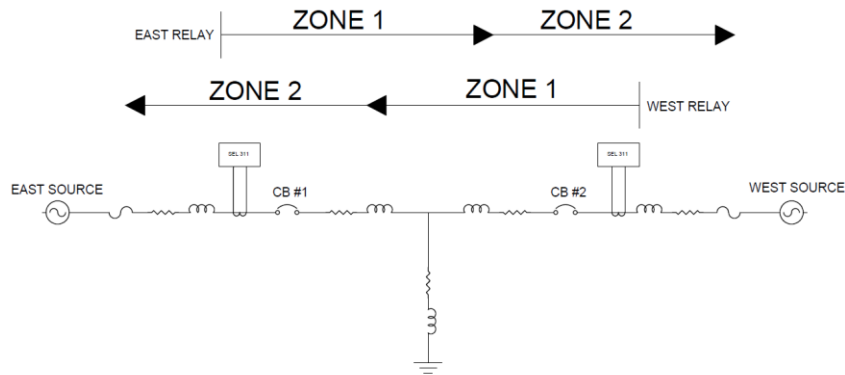 ZONE 1
ZONE 2
EAST RELAY
ZONE 2
ZONE 1
WEST RELAY
SEL 311
SEL 311
EAST SOURCE
CB #1
CB #2
WEST SOURCE